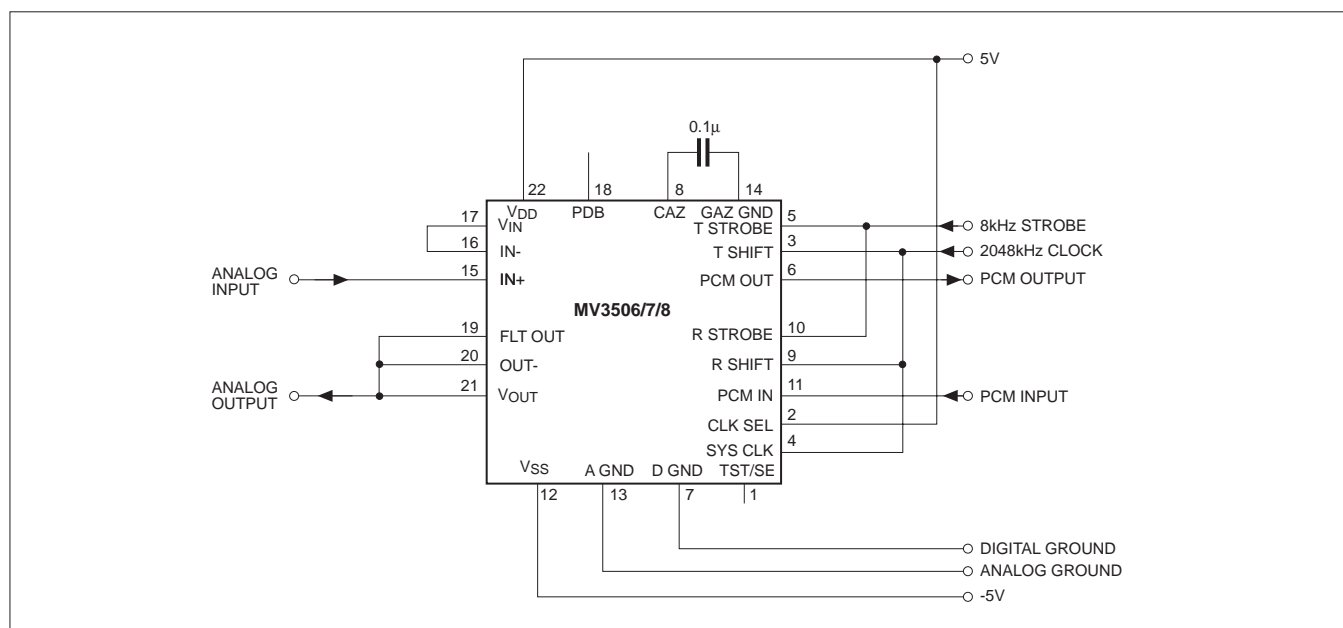 5V
0.1µ
22
18
8
14
VDD
PDB
CAZ
GAZ GND
17
VIN
T STROBE
5
8kHz STROBE
16
IN-
T SHIFT
3
2048kHz CLOCK
ANALOG
INPUT
15
IN+
PCM OUT
6
PCM OUTPUT
MV3506/7/8
19
FLT OUT
R STROBE
10
20
OUT-
R SHIFT
9
ANALOG
OUTPUT
21
VOUT
PCM IN
11
PCM INPUT
CLK SEL
2
SYS CLK
4
VSS
A GND
D GND
TST/SE
12
13
7
1
DIGITAL GROUND
ANALOG GROUND
-5V